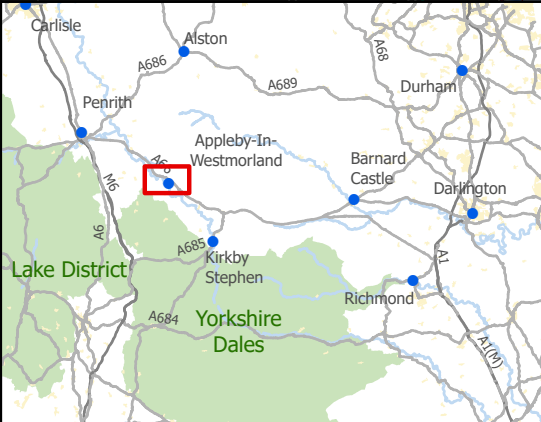 Carlisle
Alston
A68
A686
A689
Durham
Penrith
Appleby-In-
Westmorland
A66
Barnard
Castle
Darlington
M6
A6
A685
A1
Kirkby
Stephen
Lake District
Richmond
A684
Yorkshire
Dales
A1(M)